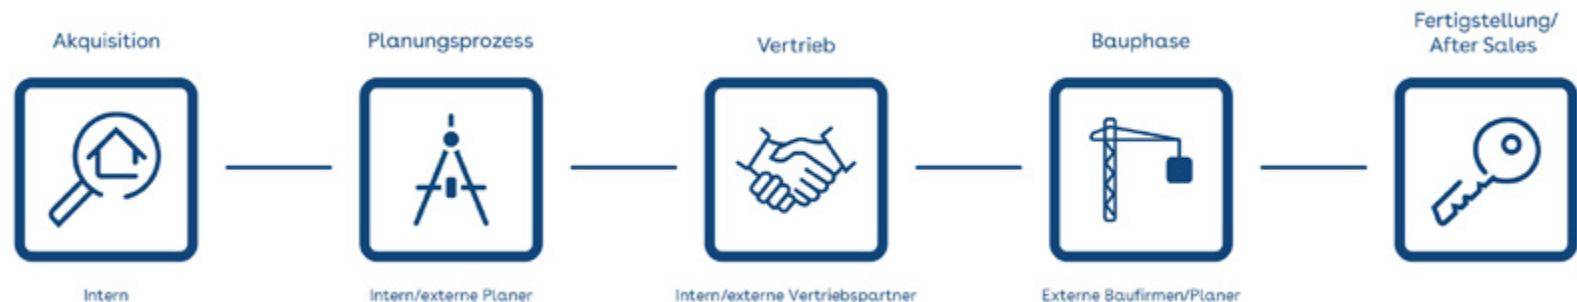 Akquisition
Planungsprozess
Vertrieb
Bauphase
Fertigstellung/
After Sales
Intern
Intern/externe Planer
Intern/externe Vertriebspartner
Externe Baufirmen/Planer